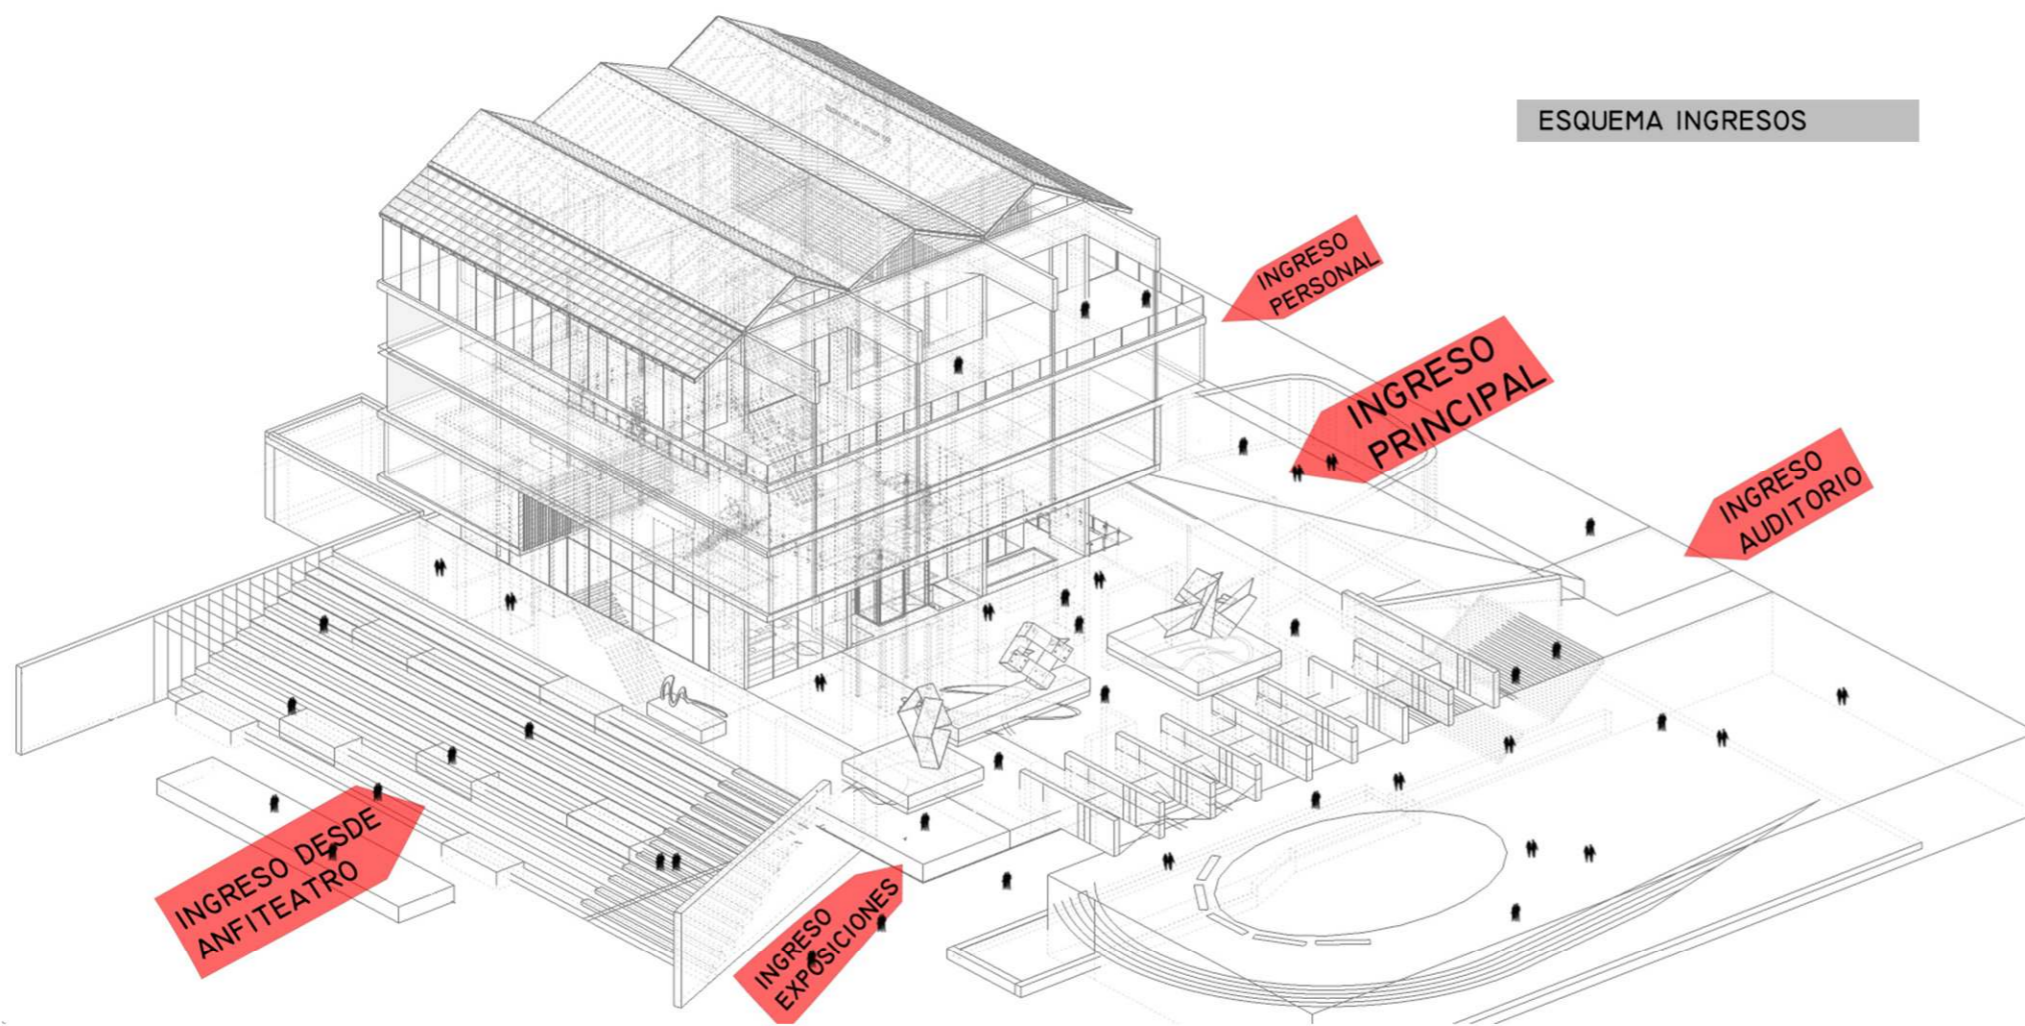 ESQUEMA INGRESOS
INGRESO
PERSONAL
INGRESO
PRINCIPAL
INGRESO
AUDITORIO
INGRESO DESDE
ANFITEATRO
INGRESO
EXPOSICIONES